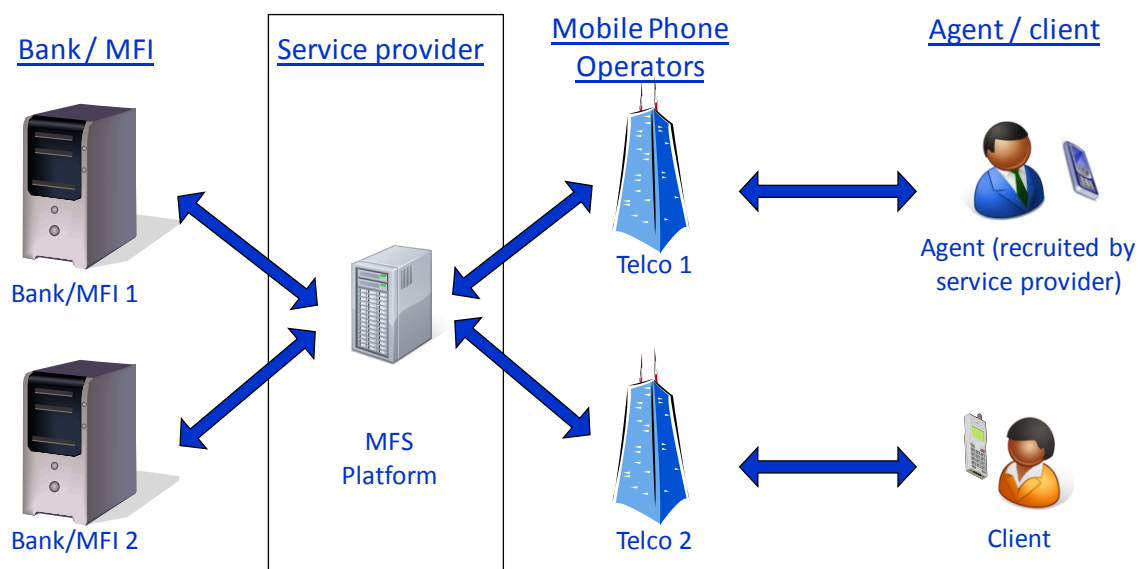 Bank / MFI
Service provider
Mobile Phone
Operators
Agent / client
Bank/MFI 1
Telco 1
Agent (recruited by
service provider)
MFS
Platform
Bank/MFI 2
Telco 2
Client